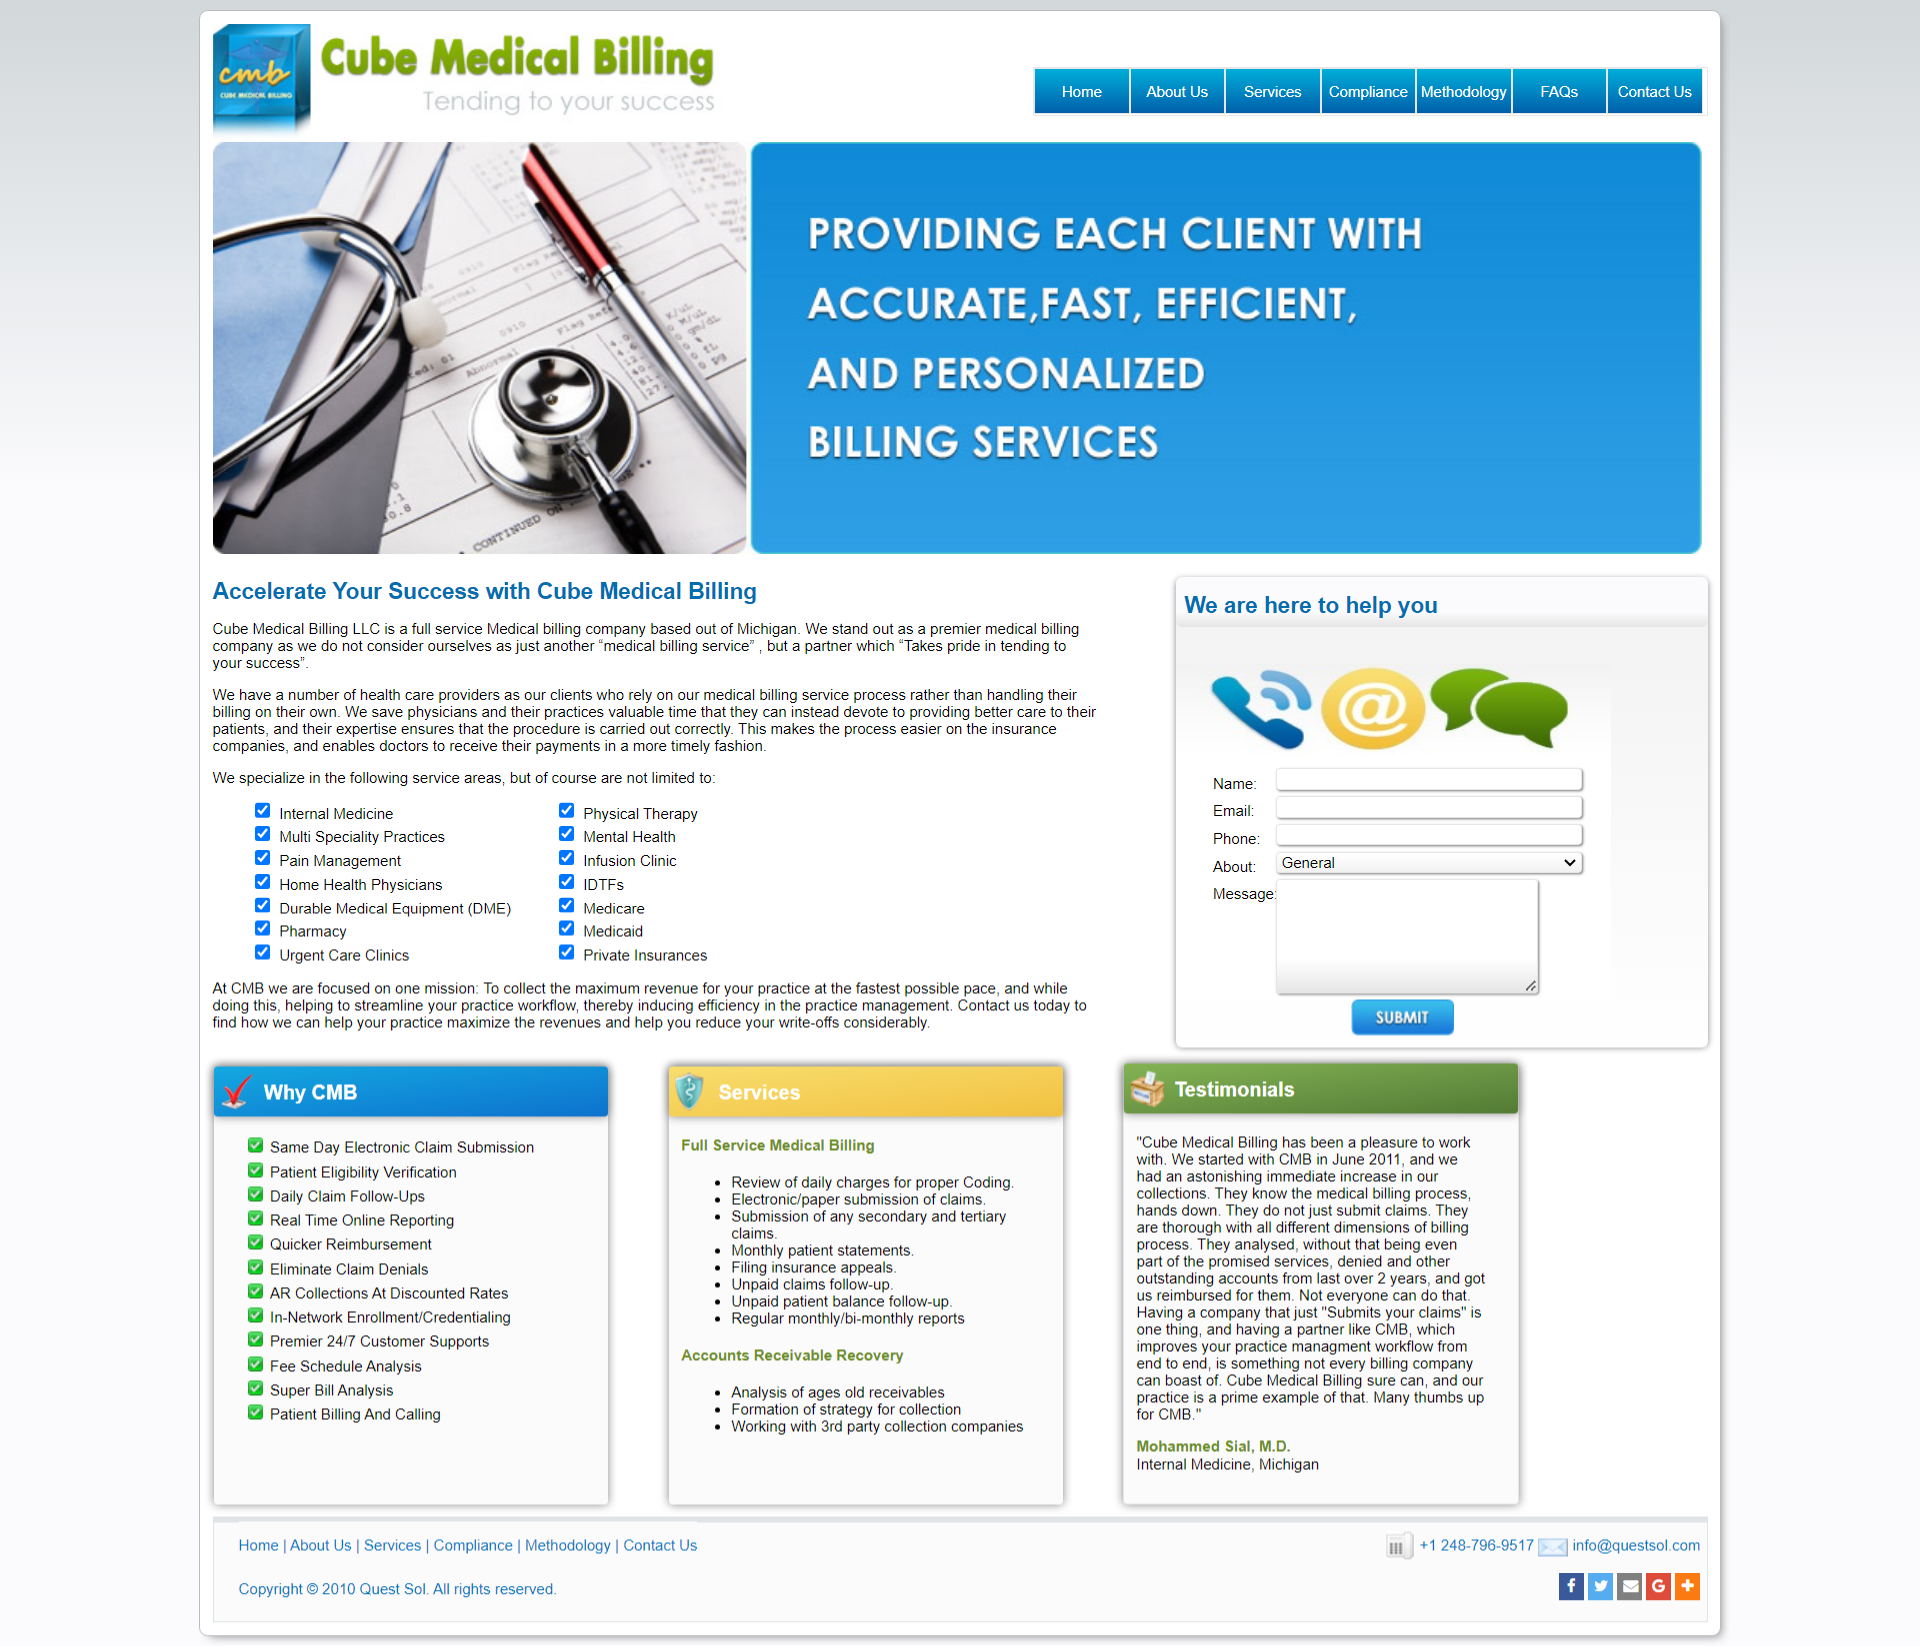 cmb
CUBE MEDICAL BILLING
Cube Medical Billing
Tending to your success
Home
About Us
Services
Compliance
Methodology
FAQs
Contact Us
PROVIDING EACH CLIENT WITH
ACCURATE,FAST, EFFICIENT,
AND PERSONALIZED
BILLING SERVICES
CONTINUED ON
Accelerate Your Success with Cube Medical Billing
Cube Medical Billing LLC is a full service Medical billing company based out of Michigan. We stand out as a premier medical billing
company as we do not consider ourselves as just another “medical billing service” , but a partner which “Takes pride in tending to
your success”.
We have a number of health care providers as our clients who rely on our medical billing service process rather than handling their
billing on their own. We save physicians and their practices valuable time that they can instead devote to providing better care to their
patients, and their expertise ensures that the procedure is carried out correctly. This makes the process easier on the insurance
companies, and enables doctors to receive their payments in a more timely fashion.
We specialize in the following service areas, but of course are not limited to:
Internal Medicine
Multi Speciality Practices
Pain Management
Home Health Physicians
Durable Medical Equipment (DME)
Pharmacy
Urgent Care Clinics
Physical Therapy
Mental Health
Infusion Clinic
IDTFs
Medicare
Medicaid
Private Insurances
At CMB we are focused on one mission: To collect the maximum revenue for your practice at the fastest possible pace, and while
doing this, helping to streamline your practice workflow, thereby inducing efficiency in the practice management. Contact us today to
find how we can help your practice maximize the revenues and help you reduce your write-offs considerably.
We are here to help you
@
Name:
Email:
Phone:
About:
General
Message:
SUBMIT
Why CMB
Same Day Electronic Claim Submission
Patient Eligibility Verification
Daily Claim Follow-Ups
Real Time Online Reporting
Quicker Reimbursement
Eliminate Claim Denials
AR Collections At Discounted Rates
In-Network Enrollment/Credentialing
Premier 24/7 Customer Supports
Fee Schedule Analysis
Super Bill Analysis
Patient Billing And Calling
Services
Full Service Medical Billing
Review of daily charges for proper Coding.
Electronic/paper submission of claims.
Submission of any secondary and tertiary
claims.
Monthly patient statements.
Filing insurance appeals.
Unpaid claims follow-up.
Unpaid patient balance follow-up.
Regular monthly/bi-monthly reports
Accounts Receivable Recovery
Analysis of ages old receivables
Formation of strategy for collection
Working with 3rd party collection companies
Testimonials
"Cube Medical Billing has been a pleasure to work
with. We started with CMB in June 2011, and we
had an astonishing immediate increase in our
collections. They know the medical billing process,
hands down. They do not just submit claims. They
are thorough with all different dimensions of billing
process. They analysed, without that being even
part of the promised services, denied and other
outstanding accounts from last over 2 years, and got
us reimbursed for them. Not everyone can do that.
Having a company that just "Submits your claims" is
one thing, and having a partner like CMB, which
improves your practice managment workflow from
end to end, is something not every billing company
can boast of. Cube Medical Billing sure can, and our
practice is a prime example of that. Many thumbs up
for CMB."
Mohammed Sial, M.D.
Internal Medicine, Michigan
Home | About Us | Services | Compliance | Methodology | Contact Us
+1 248-796-9517
info@questsol.com
Copyright © 2010 Quest Sol. All rights reserved.